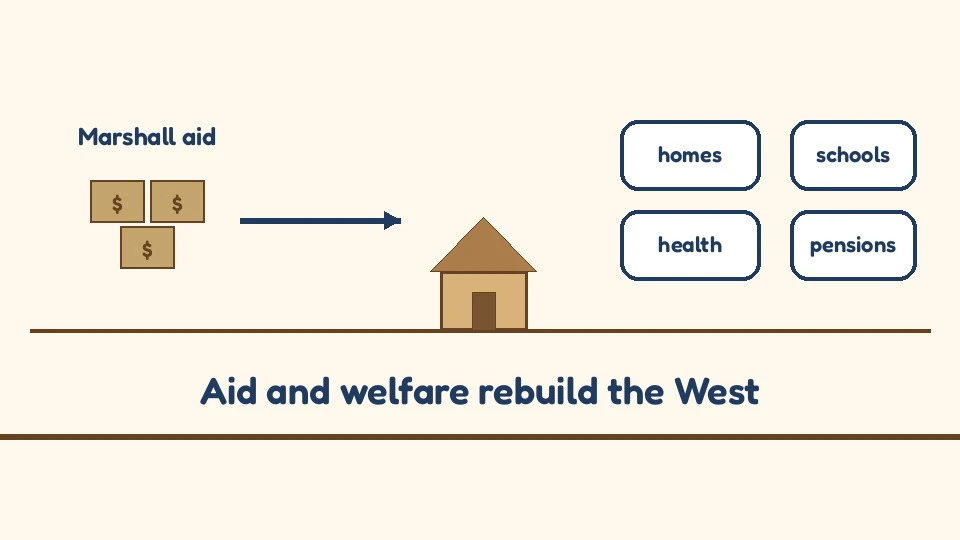 Marshall aid
$ $
$
homes schools
health pensions
Aid and welfare rebuild the West